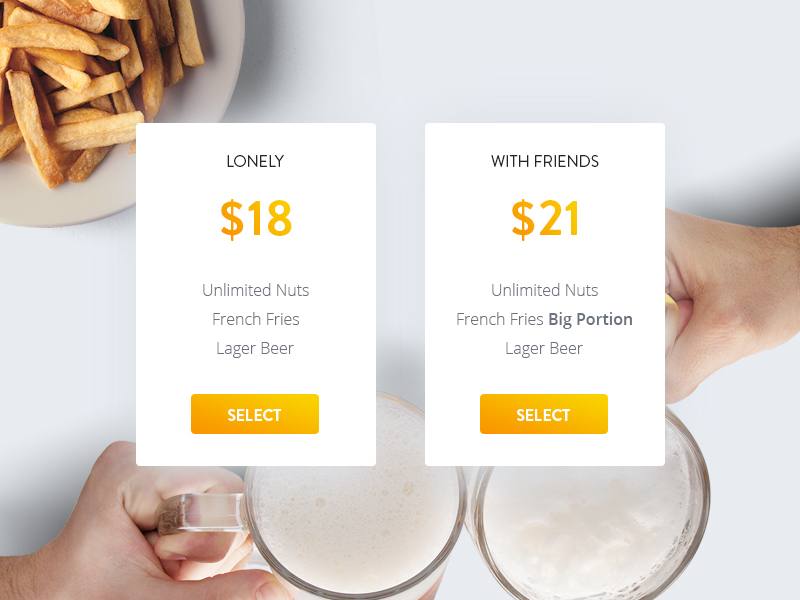 LONELY
$18
Unlimited Nuts
French Fries
Lager Beer
SELECT
WITH FRIENDS
$21
Unlimited Nuts
French Fries Big Portion
Lager Beer
SELECT